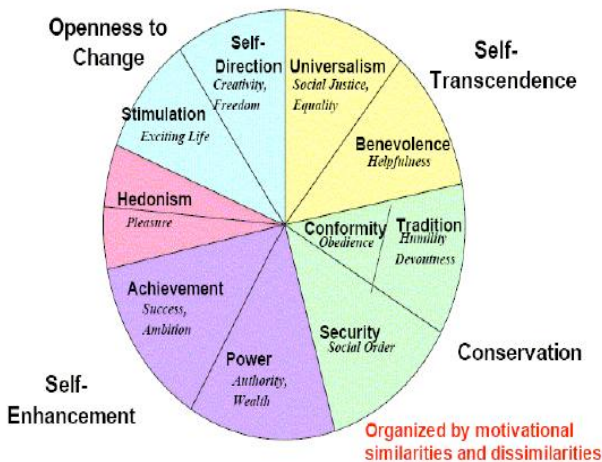 Openness to
Change
Self-
Direction
Creativity,
Freedom
Universalism
Social Justice,
Equality
Self-
Transcendence
Stimulation
Exciting Life
Benevolence
Helpfulness
Hedonism
Pleasure
Conformity
Obedience
Tradition
Humility
Devoutness
Achievement
Success,
Ambition
Security
Social Order
Power
Authority,
Wealth
Conservation
Self-
Enhancement
Organized by motivational
similarities and dissimilarities